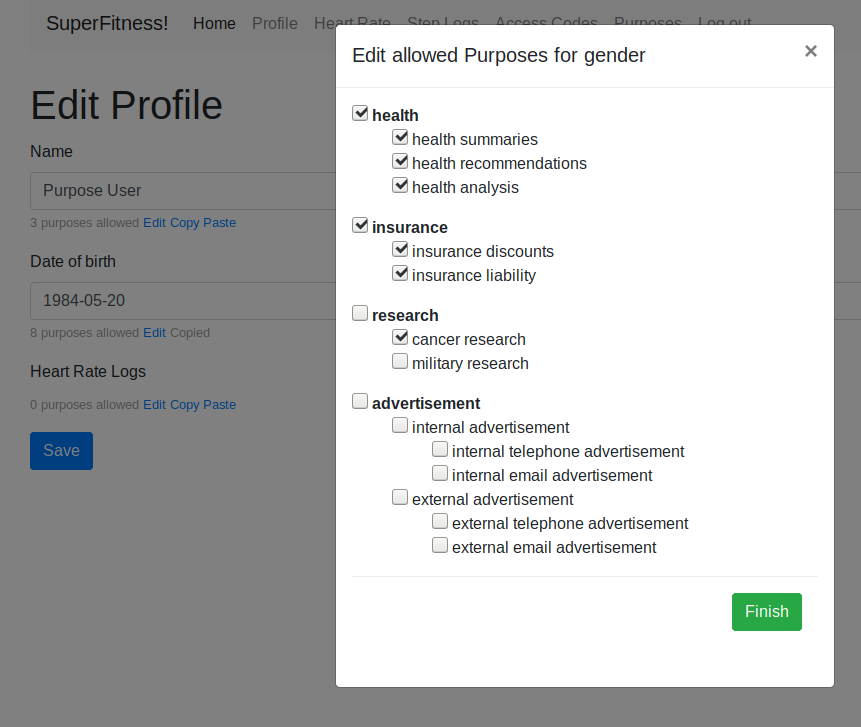 SuperFitness! Home Profile Heart Rate Step Logs Access Codes Purposes Log out
Edit Profile
Name
Purpose User
3 purposes allowed Edit Copy Paste
Date of birth
1984-05-20
8 purposes allowed Edit Copied
Heart Rate Logs
0 purposes allowed Edit Copy Paste
Save
Edit allowed Purposes for gender ×
health
health summaries
health recommendations
health analysis
insurance
insurance discounts
insurance liability
research
cancer research
military research
advertisement
internal advertisement
internal telephone advertisement
internal email advertisement
external advertisement
external telephone advertisement
external email advertisement
Finish